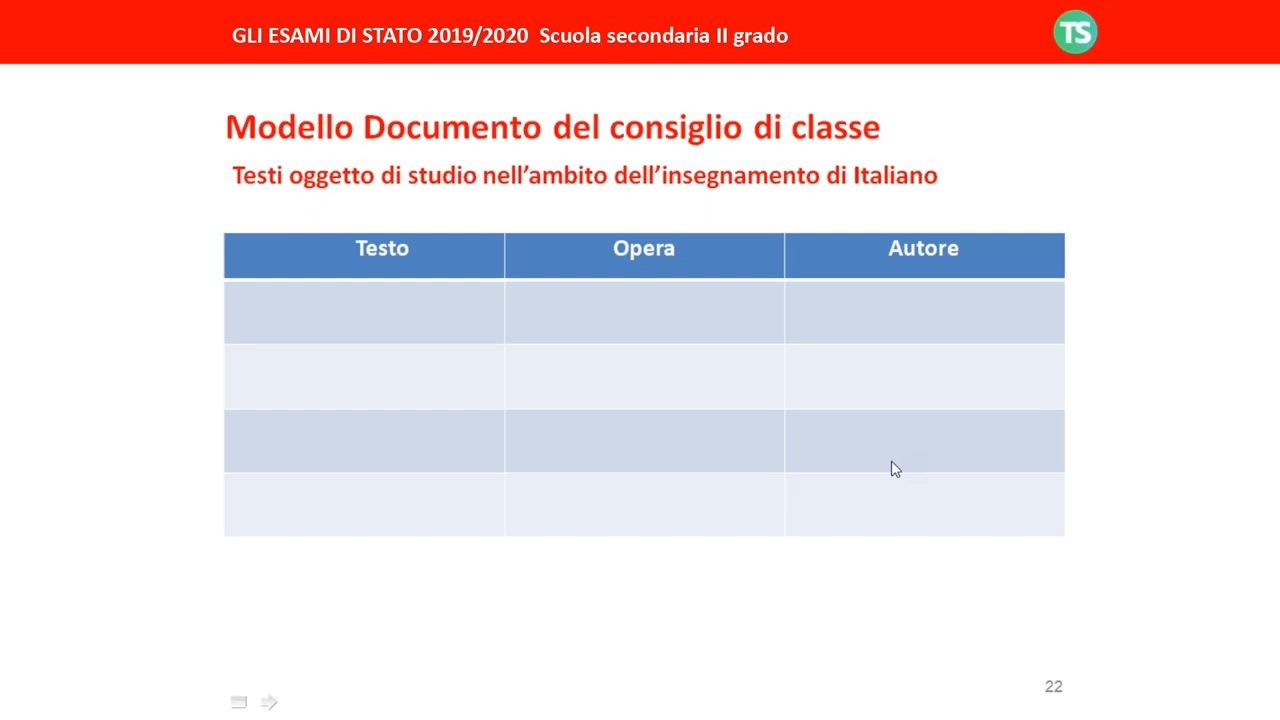 GLI ESAMI DI STATO 2019/2020 Scuola secondaria II grado
TS
Modello Documento del consiglio di classe
Testi oggetto di studio nell’ambito dell’insegnamento di Italiano
Testo Opera Autore
22